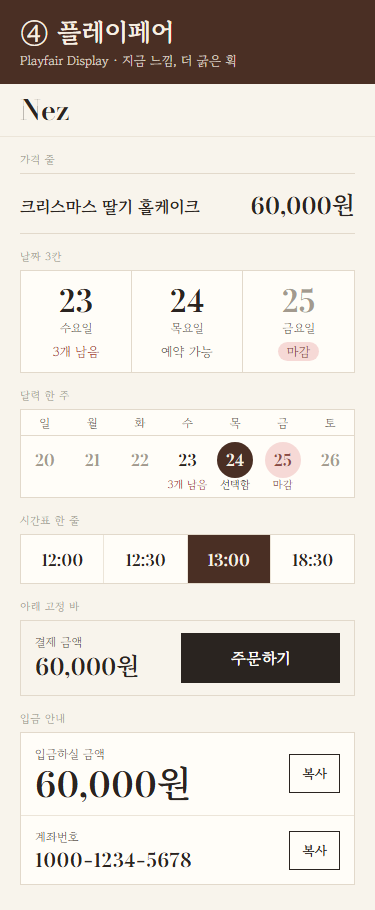 ④ 플레이페어
Playfair Display · 지금 느낌, 더 굵은 획
Nez
가격 줄
크리스마스 딸기 홀케이크 60,000원
날짜 3칸
23 24 25
수요일 목요일 금요일
3개 남음 예약 가능 마감
달력 한 주
일 월 화 수 목 금 토
20 21 22 23 24 25 26
3개 남음 선택함 마감
시간표 한 줄
12:00 12:30 13:00 18:30
아래 고정 바
결제 금액
60,000원 주문하기
입금 안내
입금하실 금액
60,000원 복사
계좌번호
1000-1234-5678 복사